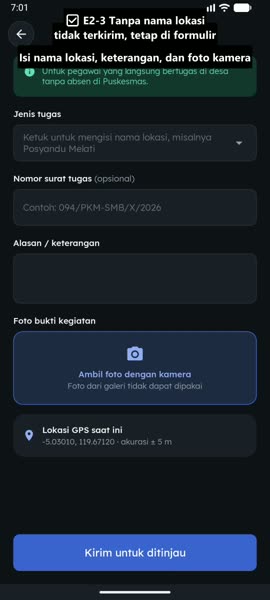 7:01
E2-3 Tanpa nama lokasi
tidak terkirim, tetap di formulir
Isi nama lokasi, keterangan, dan foto kamera
Untuk pegawai yang langsung bertugas di desa
tanpa absen di Puskesmas.
Jenis tugas
Ketuk untuk mengisi nama lokasi, misalnya
Posyandu Melati
Nomor surat tugas (opsional)
Contoh: 094/PKM-SMB/X/2026
Alasan / keterangan
Foto bukti kegiatan
Ambil foto dengan kamera
Foto dari galeri tidak dapat dipakai
Lokasi GPS saat ini
-5.03010, 119.67120 · akurasi ± 5 m
Kirim untuk ditinjau